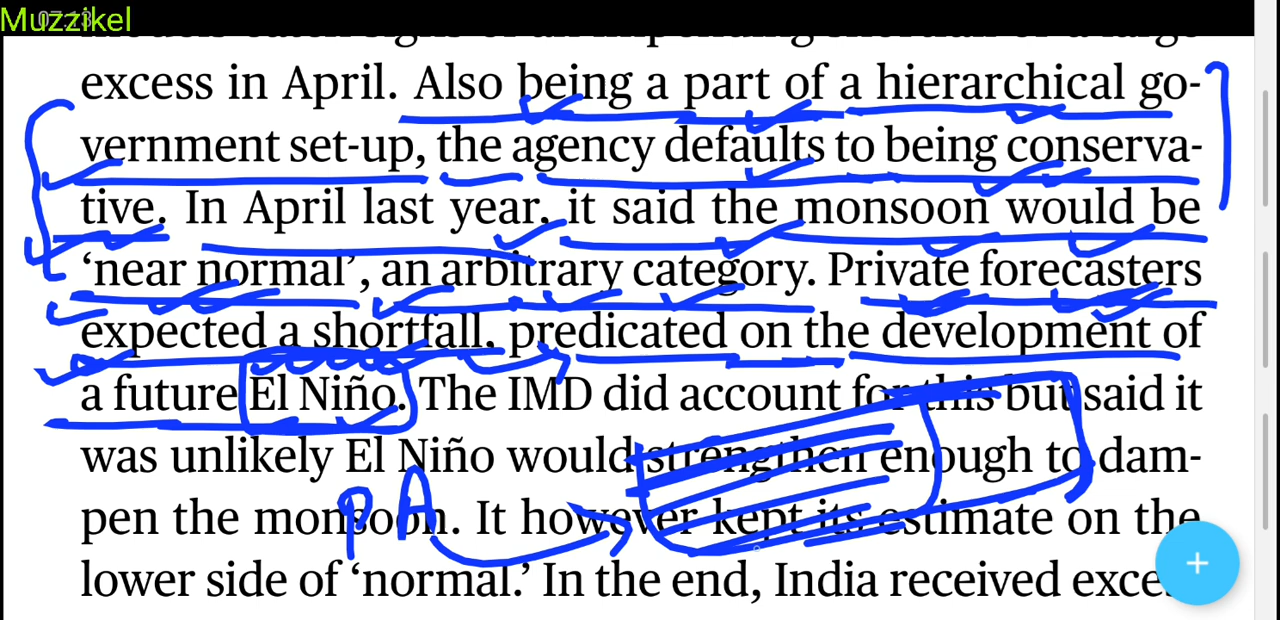 Muzzikel
07:13
excess in April. Also being a part of a hierarchical go-
vernment set-up, the agency defaults to being conserva-
tive. In April last year, it said the monsoon would be
‘near normal’, an arbitrary category. Private forecasters
expected a shortfall, predicated on the development of
a future El Niño. The IMD did account for this but said it
was unlikely El Niño would strengthen enough to dam-
pen the monsoon. It however kept its estimate on the
PA
lower side of ‘normal.’ In the end, India received
+